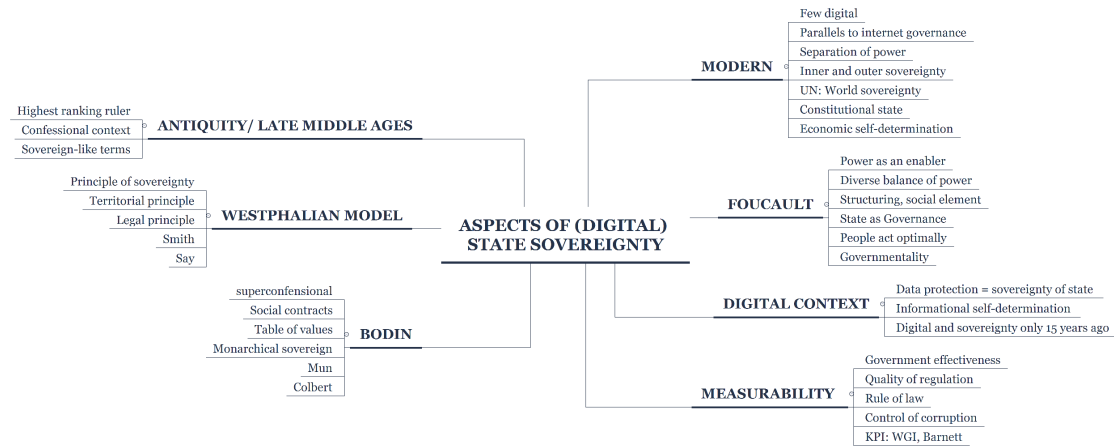 ASPECTS OF (DIGITAL)
STATE SOVEREIGNTY
ANTIQUITY/ LATE MIDDLE AGES
Highest ranking ruler
Confessional context
Sovereign-like terms
WESTPHALIAN MODEL
Principle of sovereignty
Territorial principle
Legal principle
Smith
Say
BODIN
superconfensional
Social contracts
Table of values
Monarchical sovereign
Mun
Colbert
MODERN
Few digital
Parallels to internet governance
Separation of power
Inner and outer sovereignty
UN: World sovereignty
Constitutional state
Economic self-determination
FOUCAULT
Power as an enabler
Diverse balance of power
Structuring, social element
State as Governance
People act optimally
Governmentality
DIGITAL CONTEXT
Data protection = sovereignty of state
Informational self-determination
Digital and sovereignty only 15 years ago
MEASURABILITY
Government effectiveness
Quality of regulation
Rule of law
Control of corruption
KPI: WGI, Barnett